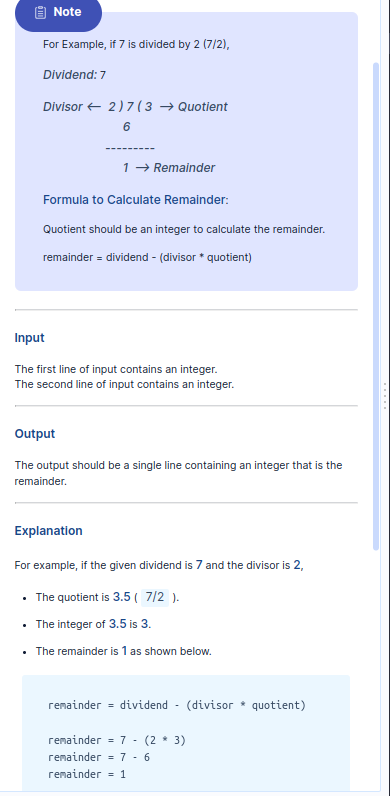 Note
For Example, if 7 is divided by 2 (7/2),
Dividend: 7
Divisor ← 2 ) 7 ( 3 → Quotient
6
---------
1 → Remainder
Formula to Calculate Remainder:
Quotient should be an integer to calculate the remainder.
remainder = dividend - (divisor * quotient)
Input
The first line of input contains an integer.
The second line of input contains an integer.
Output
The output should be a single line containing an integer that is the
remainder.
Explanation
For example, if the given dividend is 7 and the divisor is 2,
• The quotient is 3.5 ( 7/2 ).
• The integer of 3.5 is 3.
• The remainder is 1 as shown below.
remainder = dividend - (divisor * quotient)
remainder = 7 - (2 * 3)
remainder = 7 - 6
remainder = 1